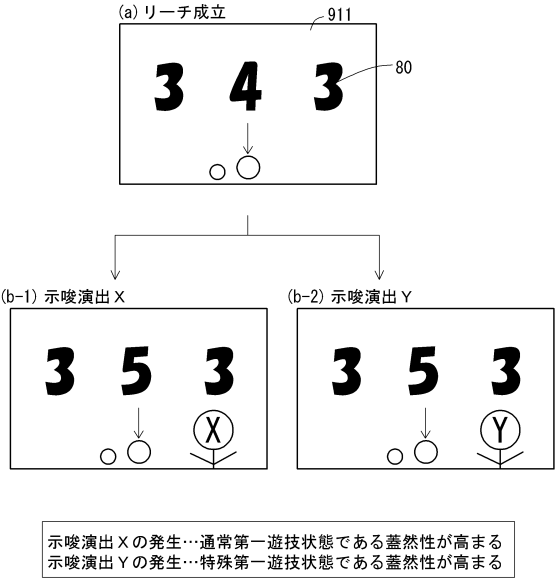 (a) リーチ成立
911
3 4 3
80
(b-1) 示唆演出X
3 5 3
X
(b-2) 示唆演出Y
3 5 3
Y
示唆演出Xの発生…通常第一遊技状態である蓋然性が高まる
示唆演出Yの発生…特殊第一遊技状態である蓋然性が高まる